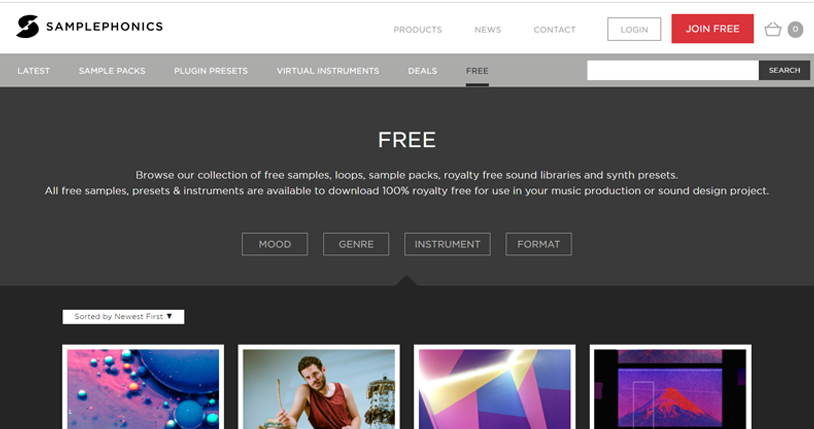 SAMPLEPHONICS
PRODUCTS NEWS CONTACT LOGIN JOIN FREE 0
LATEST SAMPLE PACKS PLUGIN PRESETS VIRTUAL INSTRUMENTS DEALS FREE SEARCH
FREE
Browse our collection of free samples, loops, sample packs, royalty free sound libraries and synth presets.
All free samples, presets & instruments are available to download 100% royalty free for use in your music production or sound design project.
MOOD GENRE INSTRUMENT FORMAT
Sorted by Newest First ▼